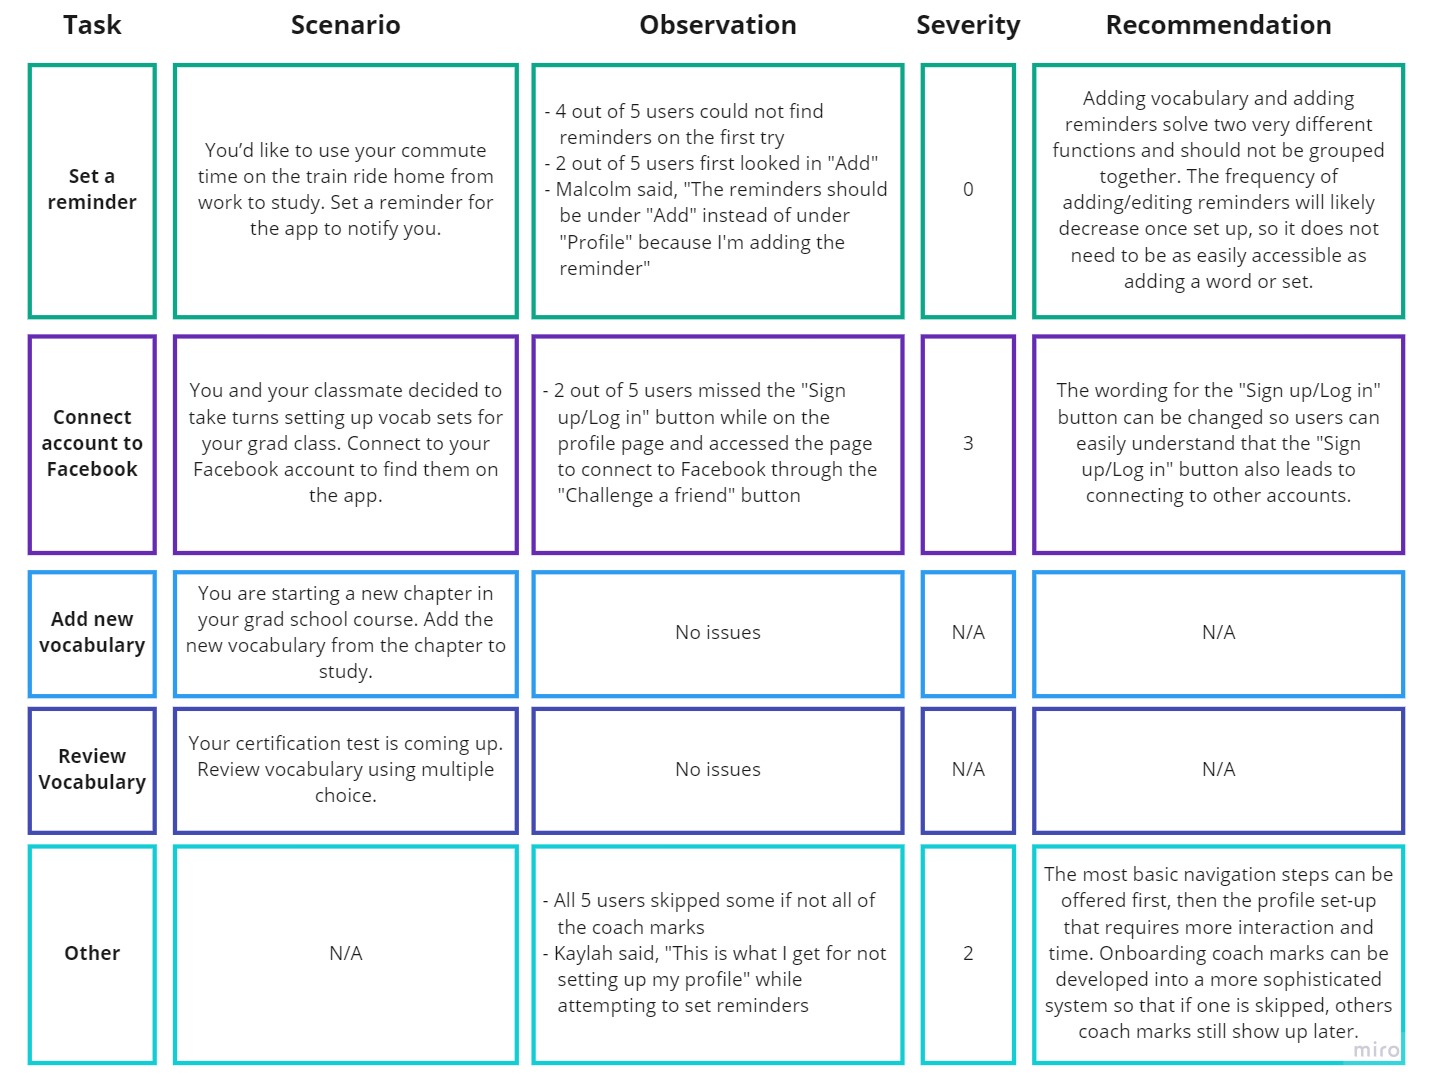 Task
Scenario
Observation
Severity
Recommendation
Set a
reminder
You’d like to use your commute
time on the train ride home from
work to study. Set a reminder for
the app to notify you.
- 4 out of 5 users could not find
reminders on the first try
- 2 out of 5 users first looked in "Add"
- Malcolm said, "The reminders should
be under "Add" instead of under
"Profile" because I'm adding the
reminder"
0
Adding vocabulary and adding
reminders solve two very different
functions and should not be grouped
together. The frequency of
adding/editing reminders will likely
decrease once set up, so it does not
need to be as easily accessible as
adding a word or set.
Connect
account to
Facebook
You and your classmate decided to
take turns setting up vocab sets for
your grad class. Connect to your
Facebook account to find them on
the app.
- 2 out of 5 users missed the "Sign
up/Log in" button while on the
profile page and accessed the page
to connect to Facebook through the
"Challenge a friend" button
3
The wording for the "Sign up/Log in"
button can be changed so users can
easily understand that the "Sign
up/Log in" button also leads to
connecting to other accounts.
Add new
vocabulary
You are starting a new chapter in
your grad school course. Add the
new vocabulary from the chapter to
study.
No issues
N/A
N/A
Review
Vocabulary
Your certification test is coming up.
Review vocabulary using multiple
choice.
No issues
N/A
N/A
Other
N/A
- All 5 users skipped some if not all of
the coach marks
- Kaylah said, "This is what I get for not
setting up my profile" while
attempting to set reminders
2
The most basic navigation steps can be
offered first, then the profile set-up
that requires more interaction and
time. Onboarding coach marks can be
developed into a more sophisticated
system so that if one is skipped, others
coach marks still show up later.
miro